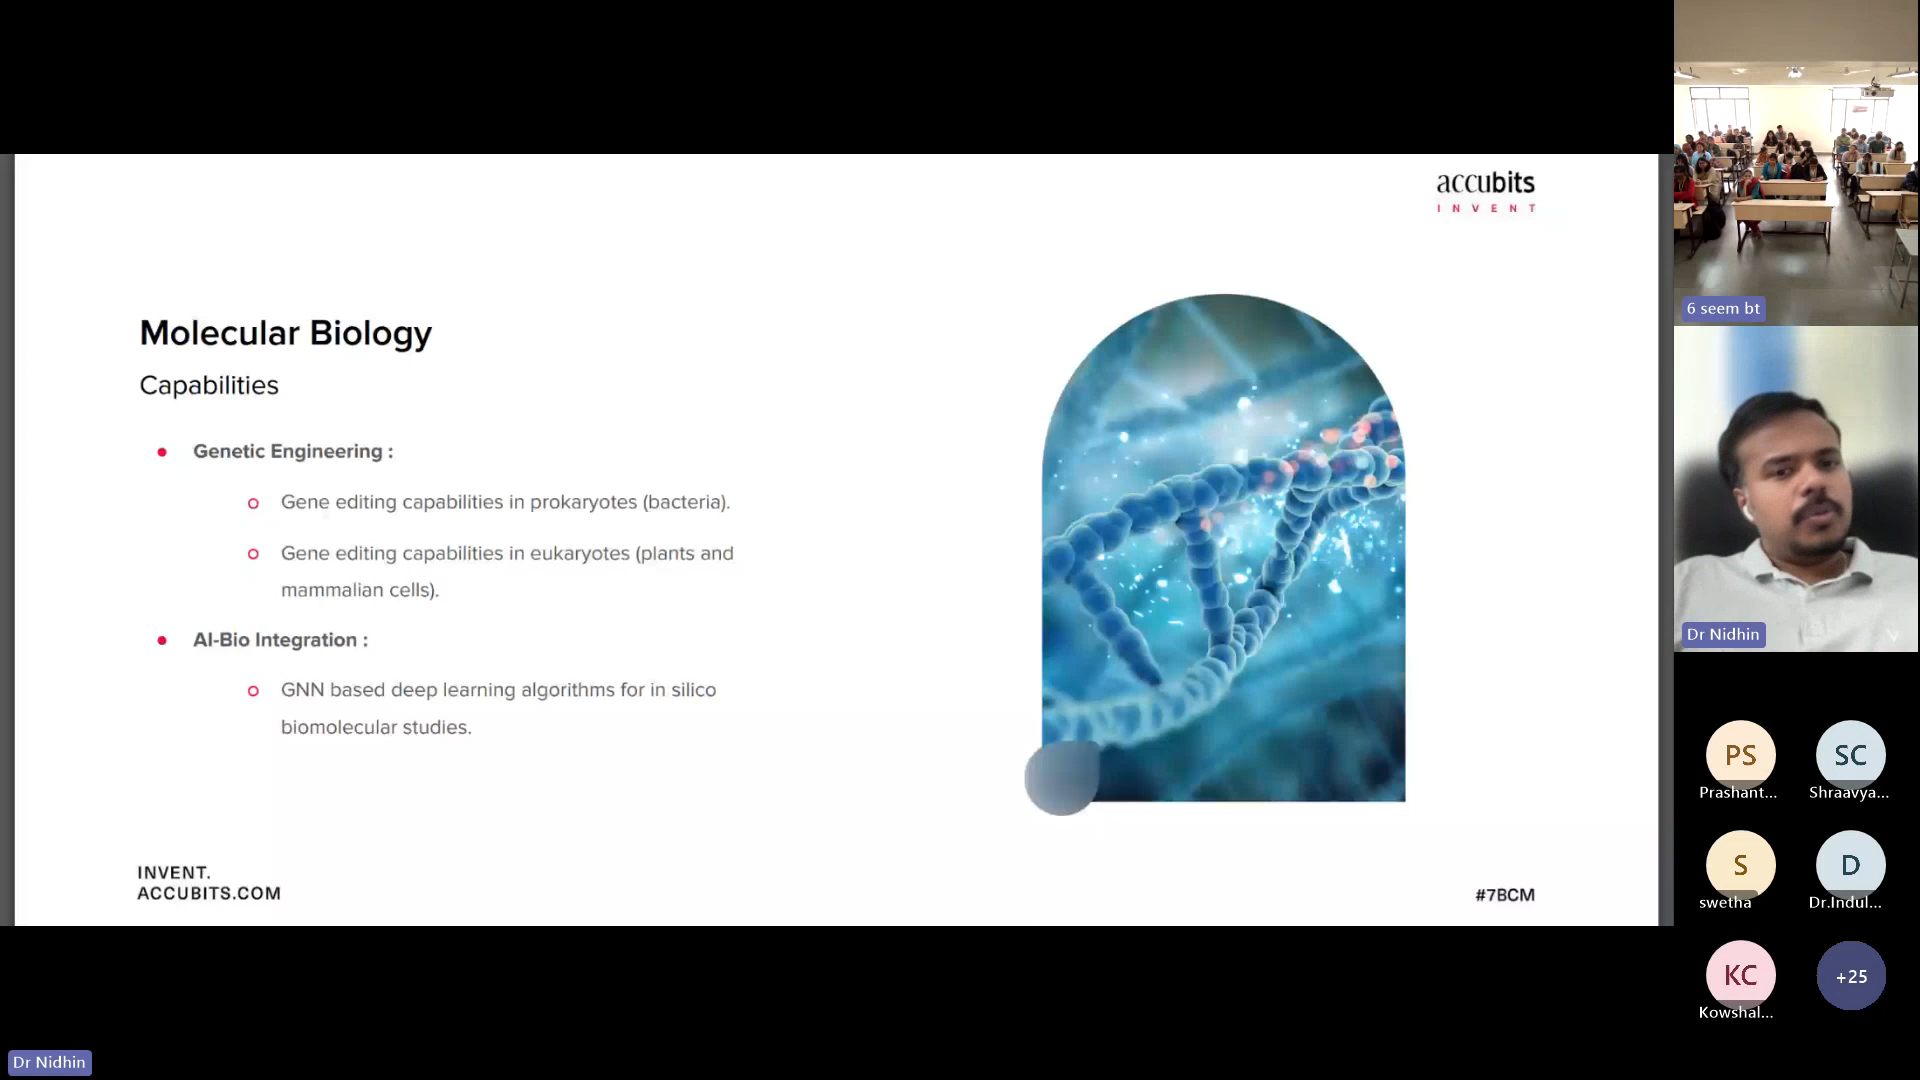 accubits
INVENT
Molecular Biology
Capabilities
Genetic Engineering :
Gene editing capabilities in prokaryotes (bacteria).
Gene editing capabilities in eukaryotes (plants and
mammalian cells).
AI-Bio Integration :
GNN based deep learning algorithms for in silico
biomolecular studies.
INVENT.
ACCUBITS.COM
#7BCM
6 seem bt
Dr Nidhin
PS
Prashant...
SC
Shraavya...
S
swetha
D
Dr.Indul...
KC
Kowshal...
+25
Dr Nidhin